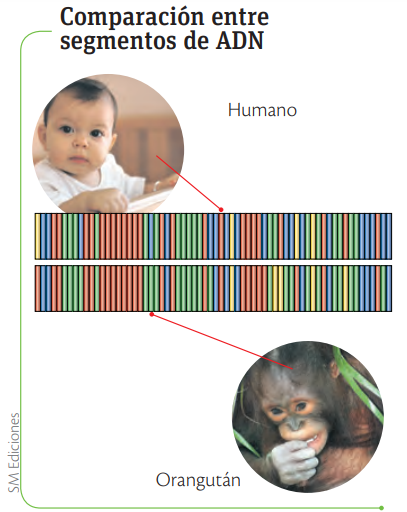 Comparación entre
segmentos de ADN
Humano
Orangután
SM Ediciones